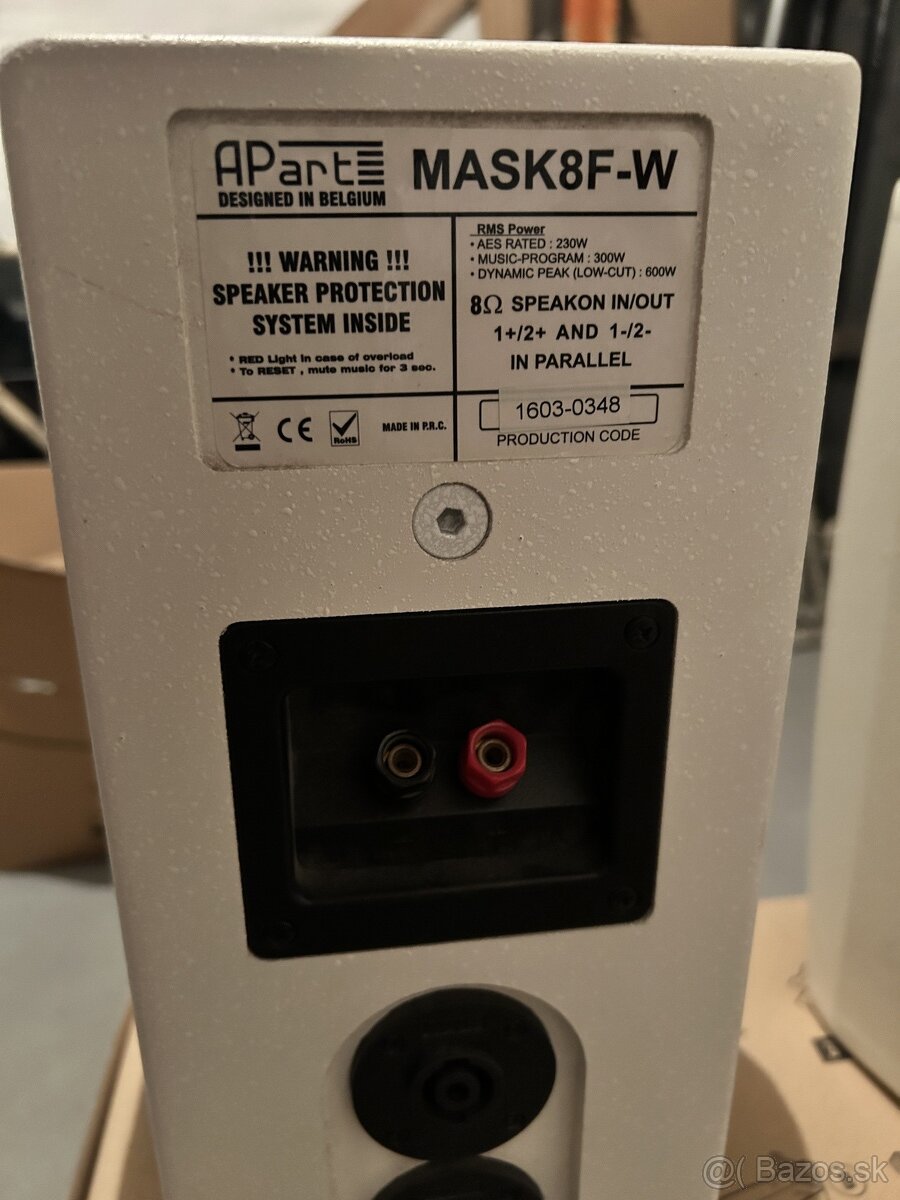 APart
DESIGNED IN BELGIUM
MASK8F-W
!!! WARNING !!!
SPEAKER PROTECTION
SYSTEM INSIDE
• RED Light in case of overload
• To RESET , mute music for 3 sec.
RMS Power
• AES RATED : 230W
• MUSIC-PROGRAM : 300W
• DYNAMIC PEAK (LOW-CUT) : 600W
8Ω SPEAKON IN/OUT
1+/2+ AND 1-/2-
IN PARALLEL
CE
RoHS
MADE IN P.R.C.
1603-0348
PRODUCTION CODE
- +
@( Bazos.sk